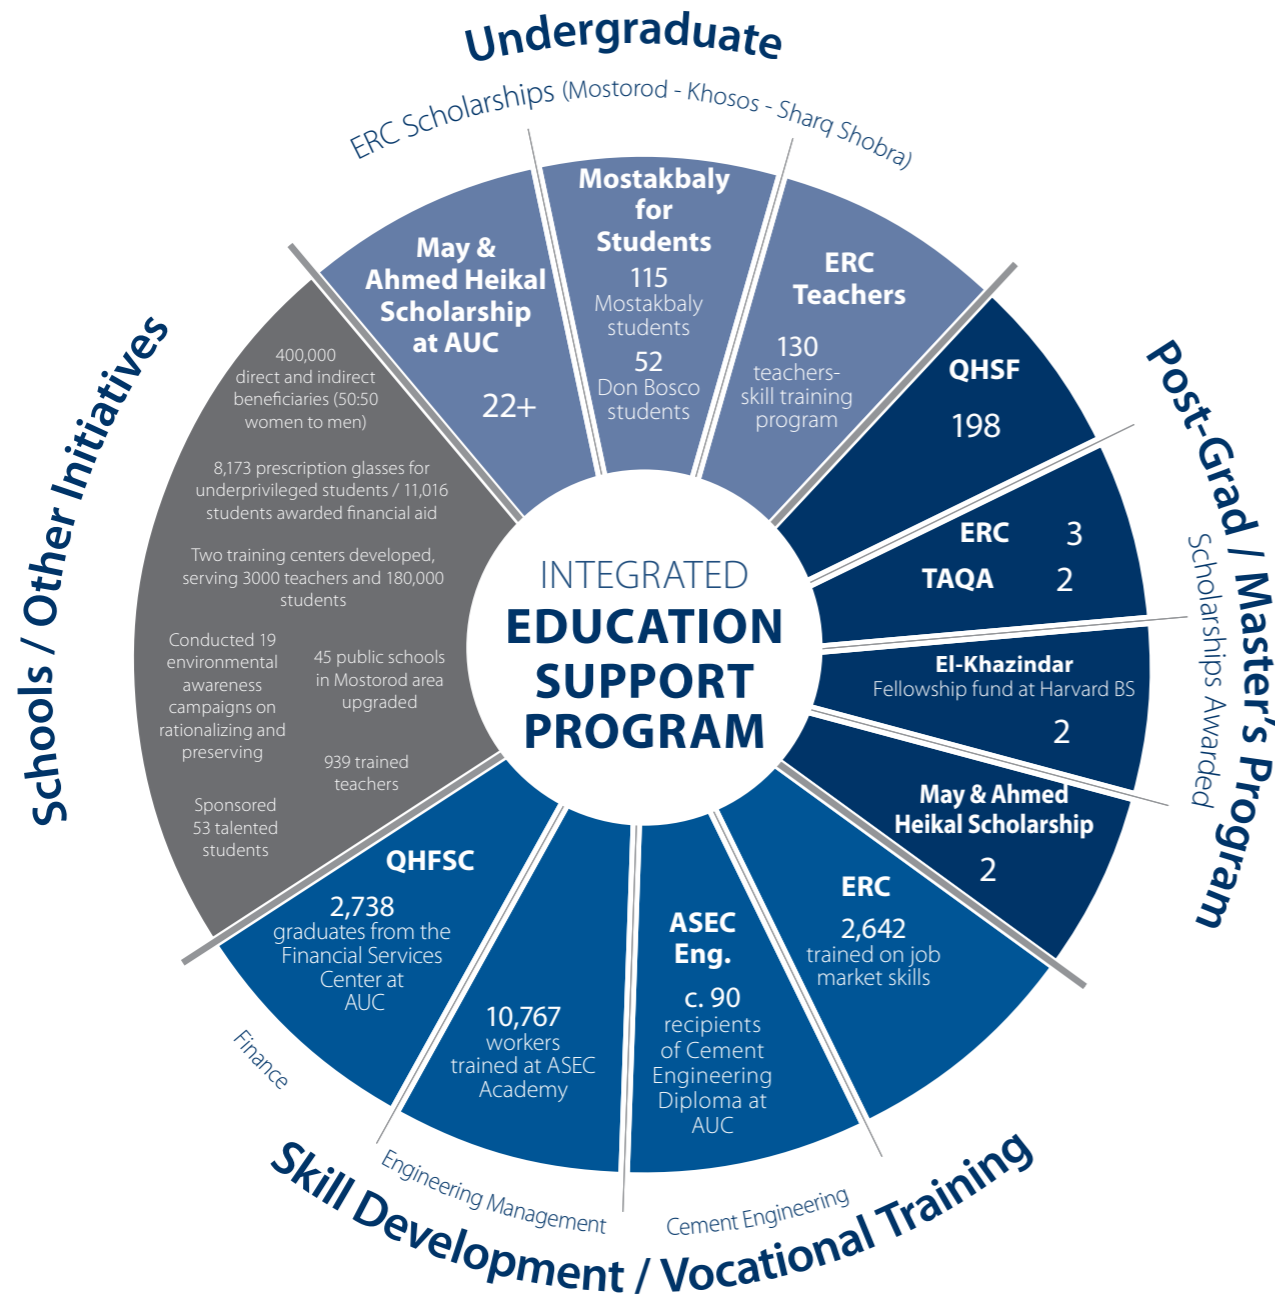 Undergraduate
ERC Scholarships (Mostorod - Khosos - Sharq Shobra)
May &
Ahmed Heikal
Scholarship
at AUC
22+
Mostakbaly
for
Students
115
Mostakbaly
students
52
Don Bosco
students
ERC
Teachers
130
teachers-
skill training
program
Post-Grad / Master's Program
Scholarships Awarded
QHSF
198
ERC 3
TAQA 2
El-Khazindar
Fellowship fund at Harvard BS
2
May & Ahmed
Heikal Scholarship
2
INTEGRATED
EDUCATION
SUPPORT
PROGRAM
Schools / Other Initiatives
400,000
direct and indirect
beneficiaries (50:50
women to men)
8,173 prescription glasses for
underprivileged students / 11,016
students awarded financial aid
Two training centers developed,
serving 3000 teachers and 180,000
students
Conducted 19
environmental
awareness
campaigns on
rationalizing and
preserving
45 public schools
in Mostorod area
upgraded
939 trained
teachers
Sponsored
53 talented
students
QHFSC
2,738
graduates from the
Financial Services
Center at
AUC
10,767
workers
trained at ASEC
Academy
ASEC
Eng.
c. 90
recipients
of Cement
Engineering
Diploma at
AUC
ERC
2,642
trained on job
market skills
Finance
Engineering Management
Cement Engineering
Skill Development / Vocational Training